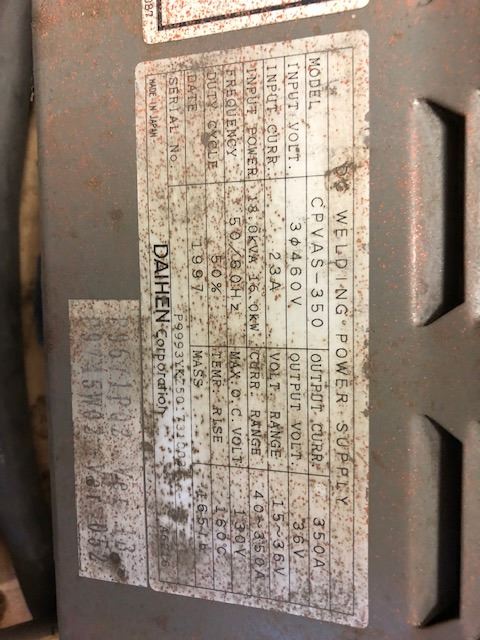 DC WELDING POWER SUPPLY
MODEL CPVAS-350 OUTPUT CURR. 350A
INPUT VOLT. 3φ460V OUTPUT VOLT. 36V
INPUT CURR. 23A VOLT. RANGE 15~36V
INPUT POWER 18.0kVA 16.0kW CURR. RANGE 40~350A
FREQUENCY 50/60Hz MAX.O.C.VOLT 130V
DUTY CYCLE 50% TEMP. RISE 160℃
DATE 1997 MASS 165lb
SERIAL No.
MADE IN JAPAN DAIHEN Corporation